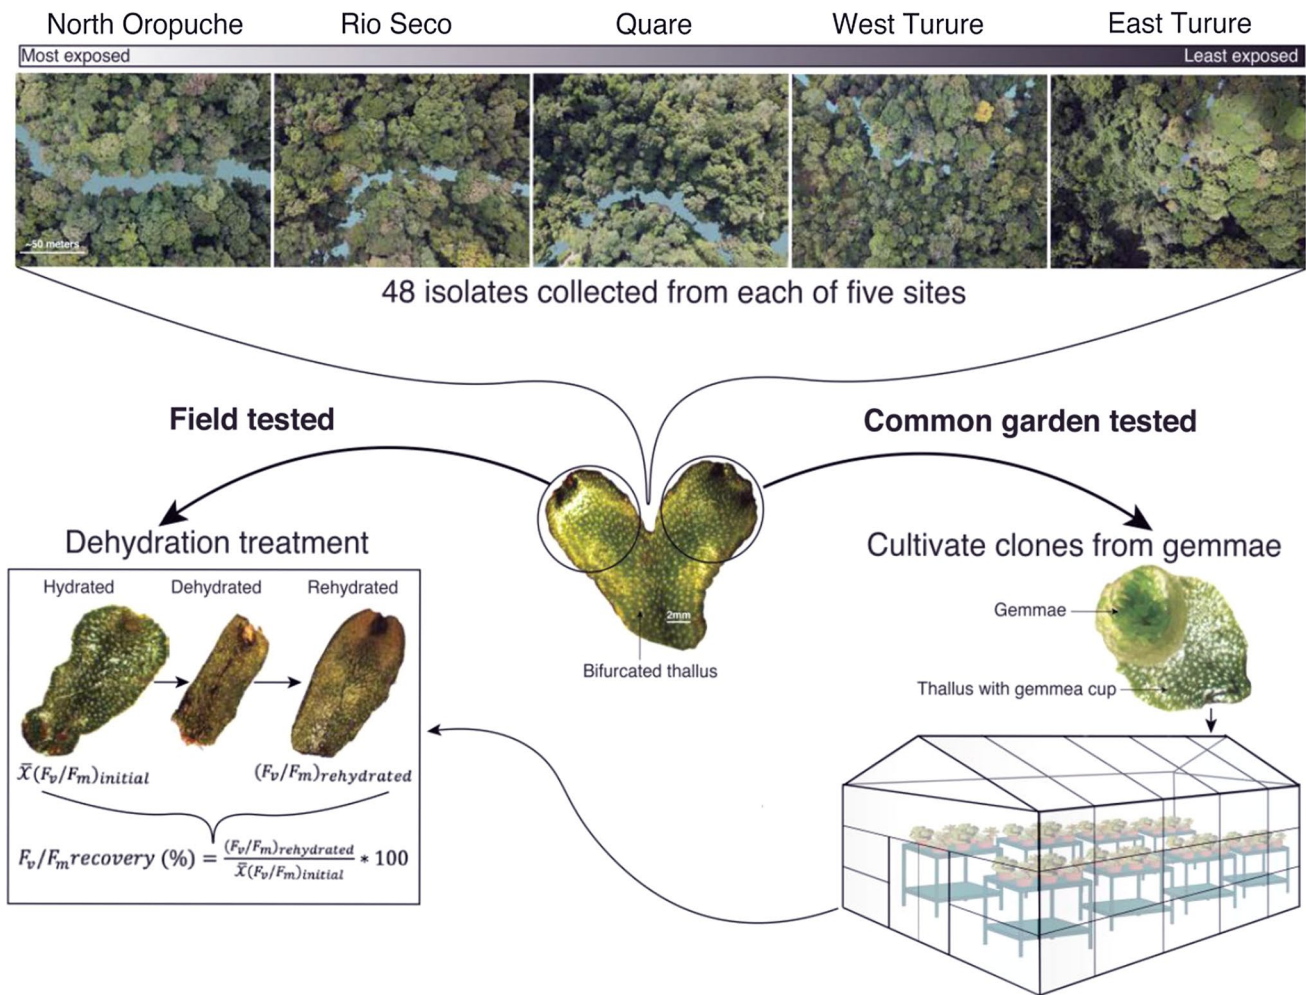 North Oropuche Rio Seco Quare West Turure East Turure
Most exposed Least exposed
~50 meters
48 isolates collected from each of five sites
Field tested Common garden tested
Dehydration treatment
Cultivate clones from gemmae
Hydrated Dehydrated Rehydrated
Gemmae
2mm
Bifurcated thallus
Thallus with gemmea cup
x̄(Fᵥ/Fₘ)initial (Fᵥ/Fₘ)rehydrated
Fᵥ/Fₘrecovery (%) = (Fᵥ/Fₘ)rehydrated / x̄(Fᵥ/Fₘ)initial * 100